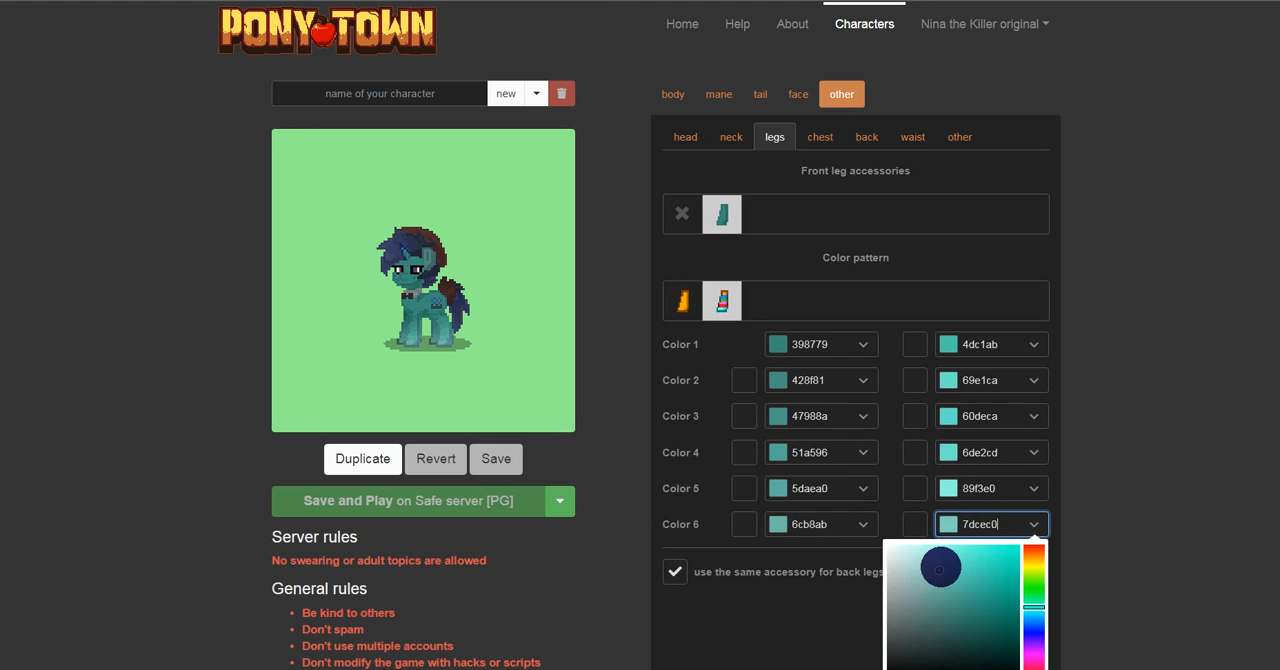 PONY TOWN
Home Help About Characters Nina the Killer original
name of your character new
body mane tail face other
head neck legs chest back waist other
Front leg accessories
Color pattern
Color 1 398779 4dc1ab
Color 2 428f81 69e1ca
Color 3 47988a 60deca
Color 4 51a596 6de2cd
Color 5 5daea0 89f3e0
Color 6 6cb8ab 7dcec0
use the same accessory for back legs
Duplicate Revert Save
Save and Play on Safe server [PG]
Server rules
No swearing or adult topics are allowed
General rules
Be kind to others
Don't spam
Don't use multiple accounts
Don't modify the game with hacks or scripts